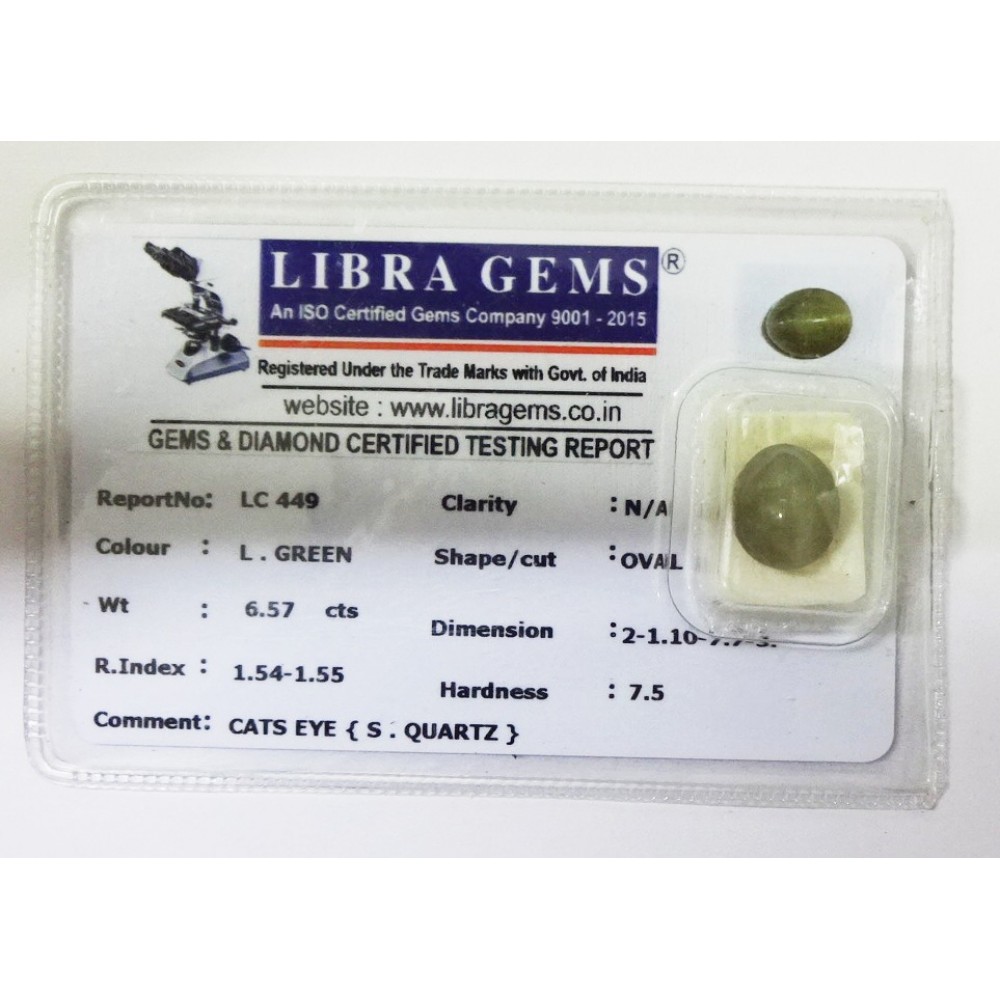 LIBRA GEMS ®
An ISO Certified Gems Company 9001 - 2015
Registered Under the Trade Marks with Govt. of India
website : www.libragems.co.in
GEMS & DIAMOND CERTIFIED TESTING REPORT
ReportNo: LC 449
Clarity : N/A
Colour : L . GREEN
Shape/cut : OVAL
Wt : 6.57 cts
Dimension
R.Index : 1.54-1.55
Hardness : 7.5
Comment: CATS EYE { S . QUARTZ }